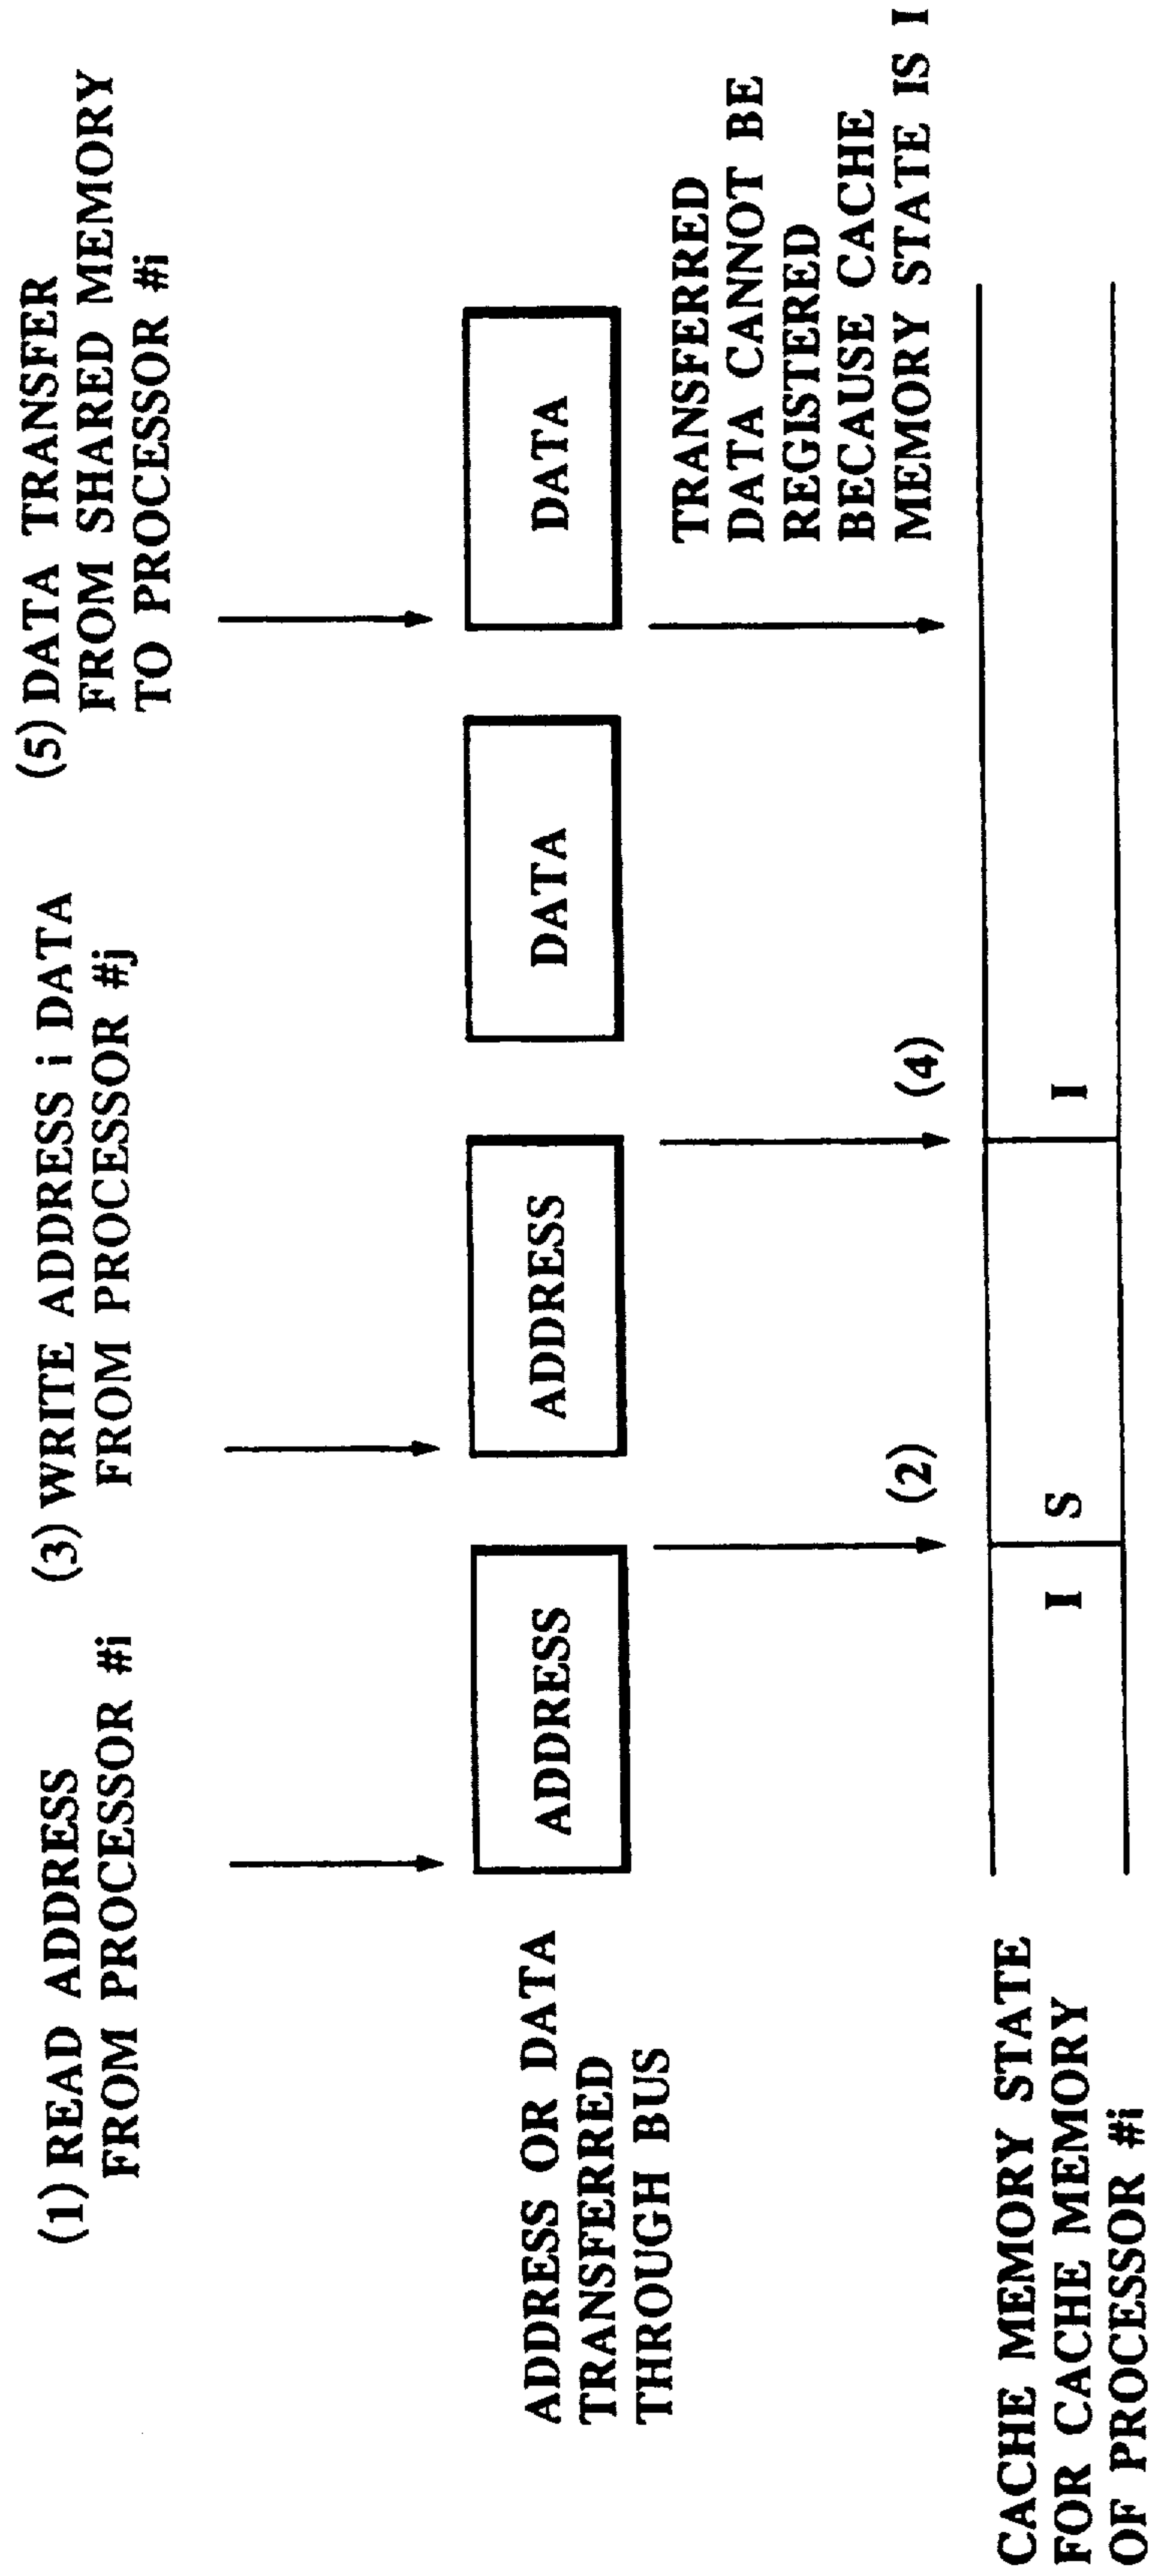 (1) READ ADDRESS
FROM PROCESSOR #i
(3) WRITE ADDRESS i DATA
FROM PROCESSOR #j
(5) DATA TRANSFER
FROM SHARED MEMORY
TO PROCESSOR #i
ADDRESS OR DATA
TRANSFERRED
THROUGH BUS
ADDRESS
ADDRESS
DATA
DATA
(2)
(4)
TRANSFERRED
DATA CANNOT BE
REGISTERED
BECAUSE CACHE
MEMORY STATE IS I
CACHE MEMORY STATE
FOR CACHE MEMORY
OF PROCESSOR #i
I
S
I